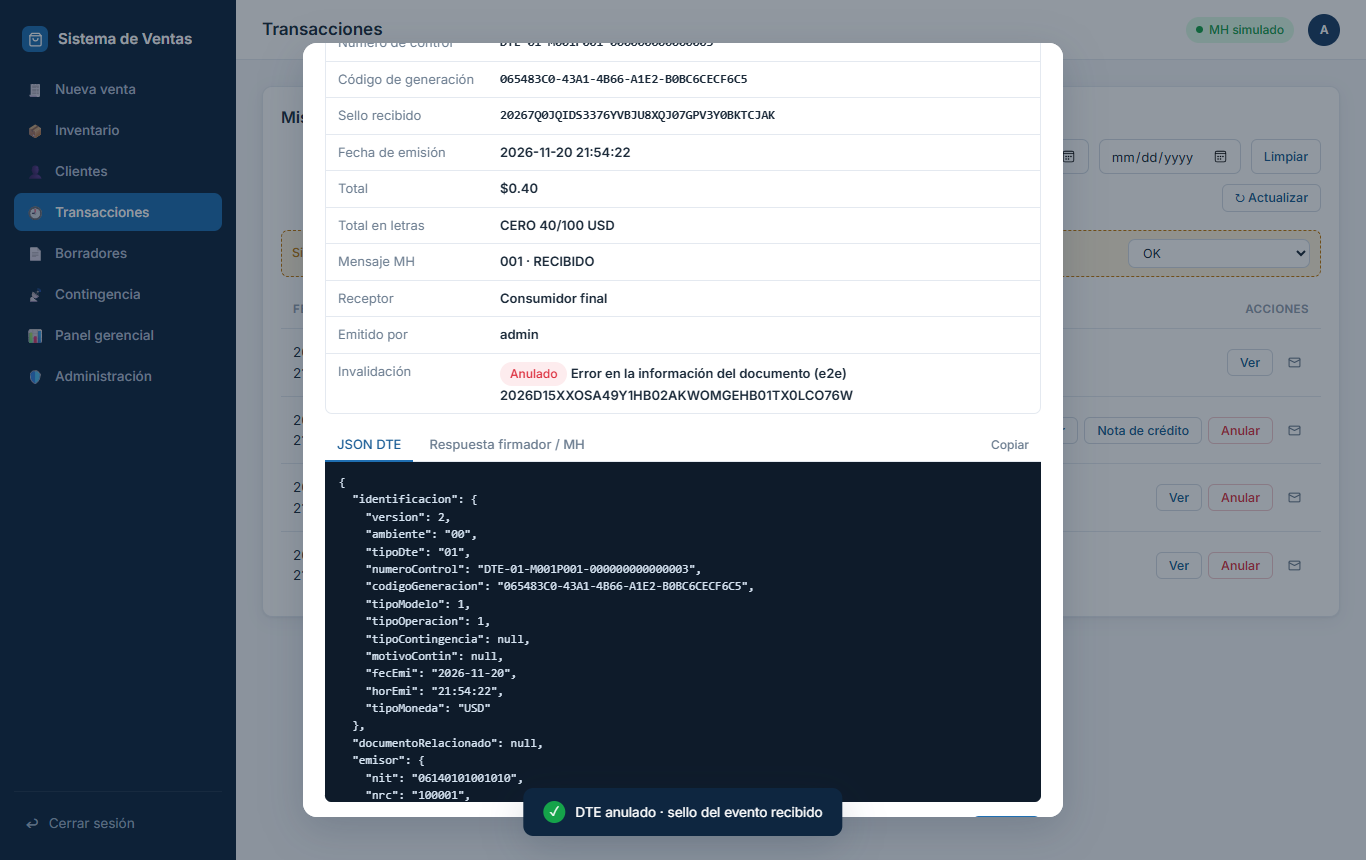 Sistema de Ventas
Nueva venta
Inventario
Clientes
Transacciones
Borradores
Contingencia
Panel gerencial
Administración
Cerrar sesión
Transacciones
MH simulado
A
mm/dd/yyyy
Limpiar
↻ Actualizar
OK
ACCIONES
Ver
Nota de crédito
Anular
Ver
Anular
Ver
Anular
Número de control DTE-01-M001P001-000000000000003
Código de generación 065483C0-43A1-4B66-A1E2-B0BC6CECF6C5
Sello recibido 20267Q0JQIDS3376YVBJU8XQJ07GPV3Y0BKTCJAK
Fecha de emisión 2026-11-20 21:54:22
Total $0.40
Total en letras CERO 40/100 USD
Mensaje MH 001 · RECIBIDO
Receptor Consumidor final
Emitido por admin
Invalidación Anulado Error en la información del documento (e2e)
2026D15XXOSA49Y1HB02AKWOMGEHB01TX0LCO76W
JSON DTE Respuesta firmador / MH Copiar
{
"identificacion": {
"version": 2,
"ambiente": "00",
"tipoDte": "01",
"numeroControl": "DTE-01-M001P001-000000000000003",
"codigoGeneracion": "065483C0-43A1-4B66-A1E2-B0BC6CECF6C5",
"tipoModelo": 1,
"tipoOperacion": 1,
"tipoContingencia": null,
"motivoContin": null,
"fecEmi": "2026-11-20",
"horEmi": "21:54:22",
"tipoMoneda": "USD"
},
"documentoRelacionado": null,
"emisor": {
"nit": "06140101001010",
"nrc": "100001",
DTE anulado · sello del evento recibido